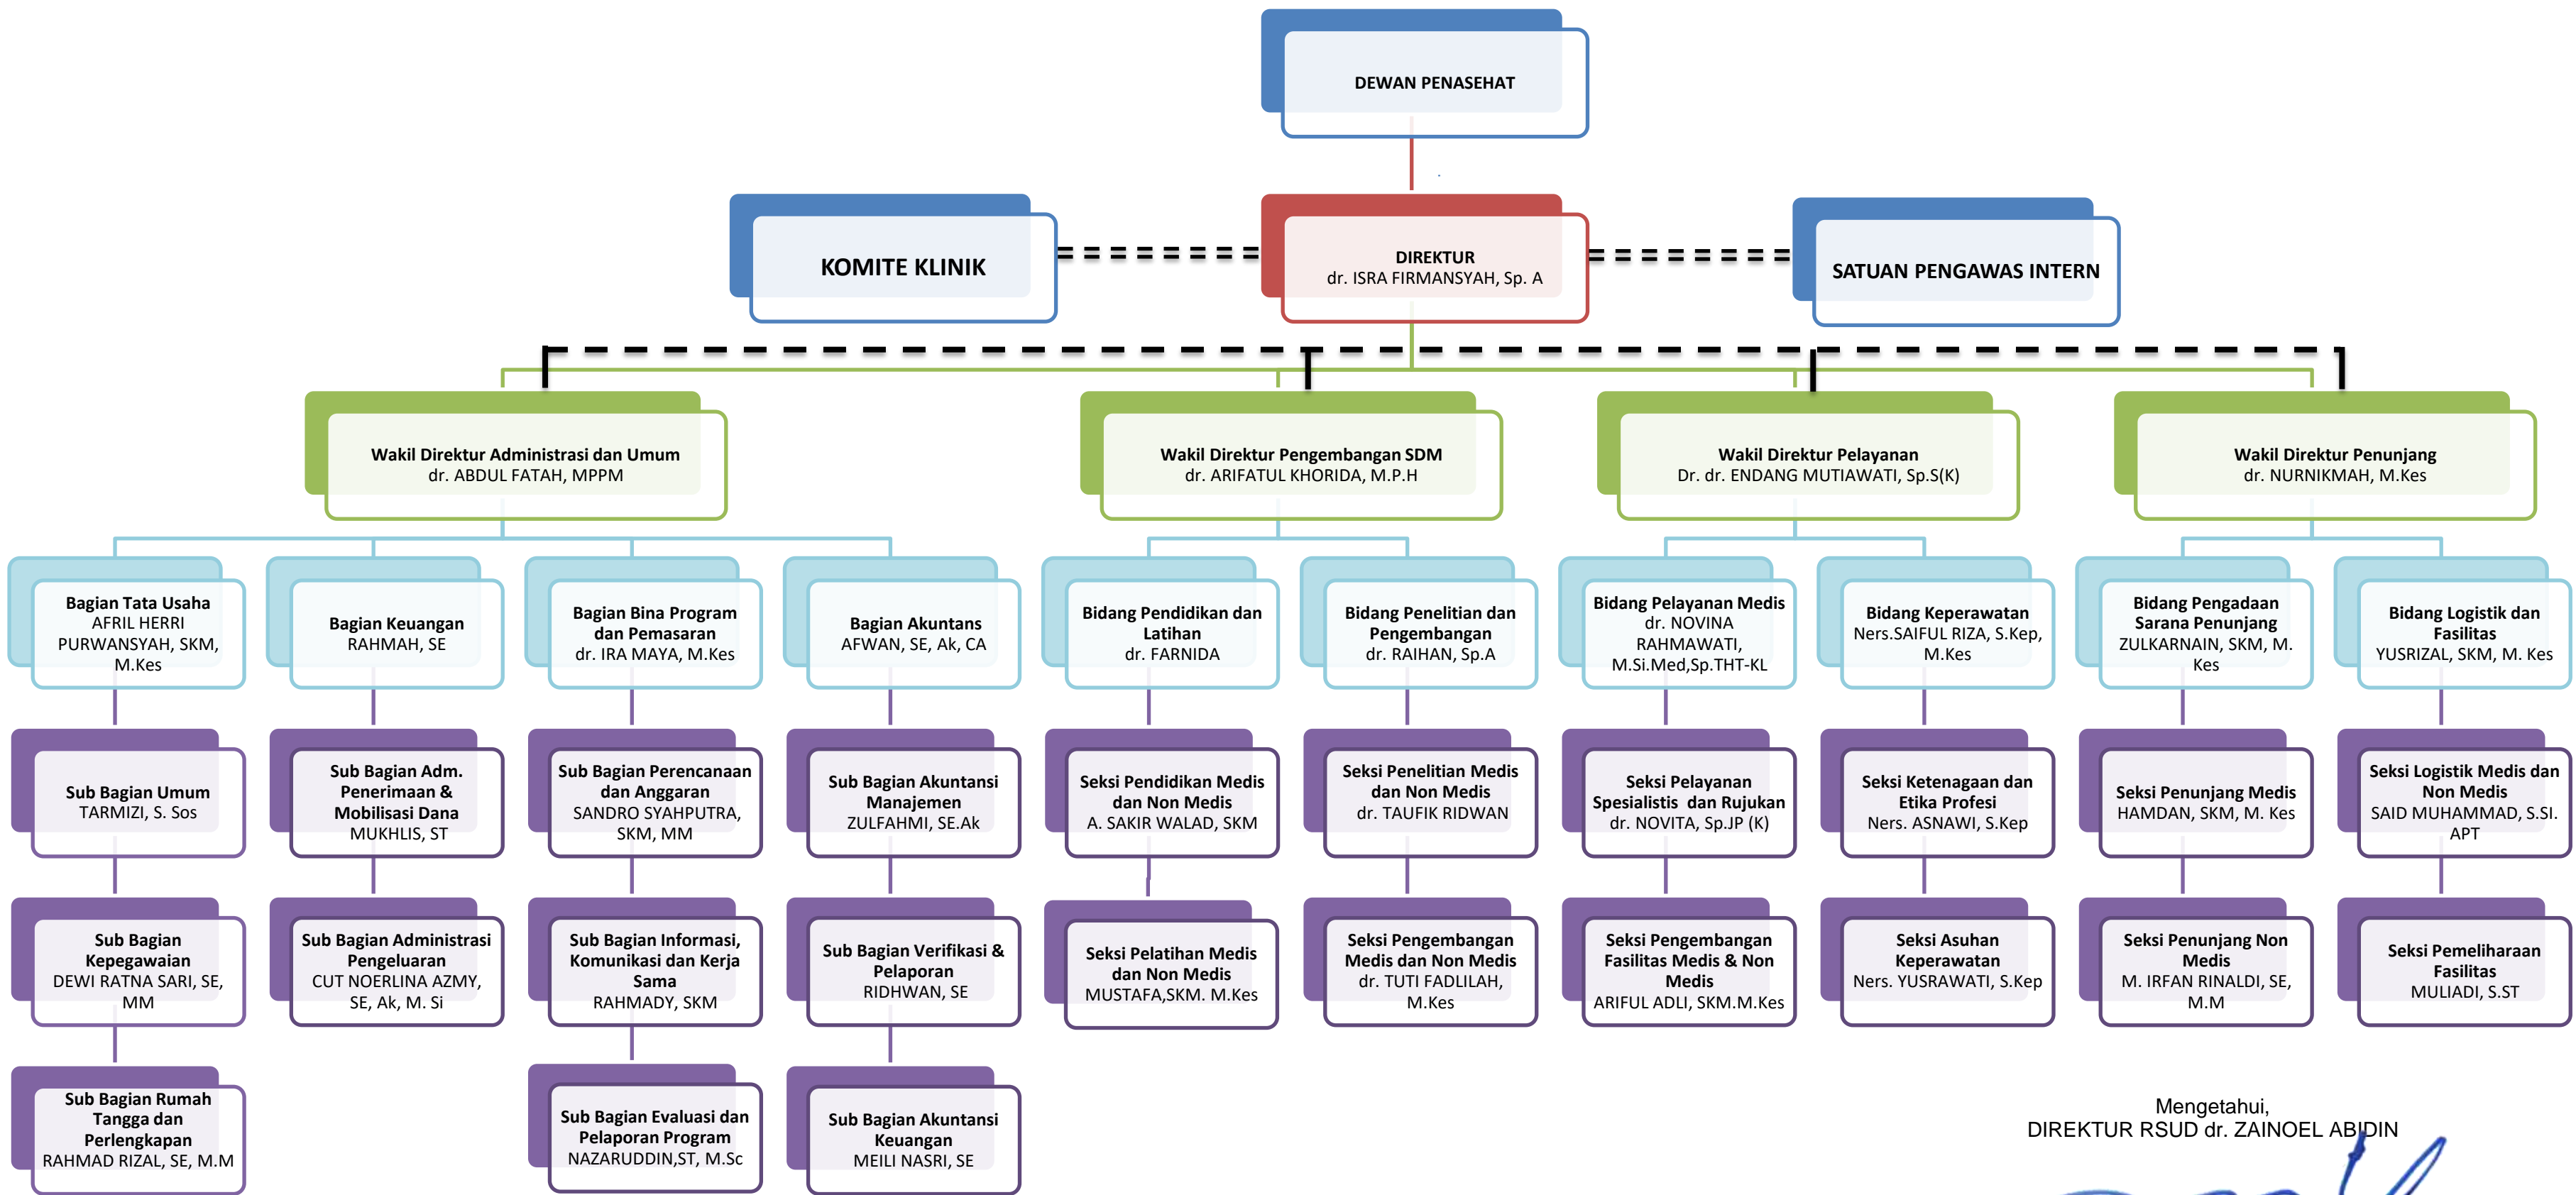 DEWAN PENASEHAT
KOMITE KLINIK
DIREKTUR
dr. ISRA FIRMANSYAH, Sp. A
SATUAN PENGAWAS INTERN
Wakil Direktur Administrasi dan Umum
dr. ABDUL FATAH, MPPM
Wakil Direktur Pengembangan SDM
dr. ARIFATUL KHORIDA, M.P.H
Wakil Direktur Pelayanan
Dr. dr. ENDANG MUTIAWATI, Sp.S(K)
Wakil Direktur Penunjang
dr. NURNIKMAH, M.Kes
Bagian Tata Usaha
AFRIL HERRI
PURWANSYAH, SKM,
M.Kes
Bagian Keuangan
RAHMAH, SE
Bagian Bina Program
dan Pemasaran
dr. IRA MAYA, M.Kes
Bagian Akuntans
AFWAN, SE, Ak, CA
Bidang Pendidikan dan
Latihan
dr. FARNIDA
Bidang Penelitian dan
Pengembangan
dr. RAIHAN, Sp.A
Bidang Pelayanan Medis
dr. NOVINA
RAHMAWATI,
M.Si.Med,Sp.THT-KL
Bidang Keperawatan
Ners.SAIFUL RIZA, S.Kep,
M.Kes
Bidang Pengadaan
Sarana Penunjang
ZULKARNAIN, SKM, M.
Kes
Bidang Logistik dan
Fasilitas
YUSRIZAL, SKM, M. Kes
Sub Bagian Umum
TARMIZI, S. Sos
Sub Bagian Adm.
Penerimaan &
Mobilisasi Dana
MUKHLIS, ST
Sub Bagian Perencanaan
dan Anggaran
SANDRO SYAHPUTRA,
SKM, MM
Sub Bagian Akuntansi
Manajemen
ZULFAHMI, SE.Ak
Seksi Pendidikan Medis
dan Non Medis
A. SAKIR WALAD, SKM
Seksi Penelitian Medis
dan Non Medis
dr. TAUFIK RIDWAN
Seksi Pelayanan
Spesialistis dan Rujukan
dr. NOVITA, Sp.JP (K)
Seksi Ketenagaan dan
Etika Profesi
Ners. ASNAWI, S.Kep
Seksi Penunjang Medis
HAMDAN, SKM, M. Kes
Seksi Logistik Medis dan
Non Medis
SAID MUHAMMAD, S.SI.
APT
Sub Bagian
Kepegawaian
DEWI RATNA SARI, SE,
MM
Sub Bagian Administrasi
Pengeluaran
CUT NOERLINA AZMY,
SE, Ak, M. Si
Sub Bagian Informasi,
Komunikasi dan Kerja
Sama
RAHMADY, SKM
Sub Bagian Verifikasi &
Pelaporan
RIDHWAN, SE
Seksi Pelatihan Medis
dan Non Medis
MUSTAFA,SKM. M.Kes
Seksi Pengembangan
Medis dan Non Medis
dr. TUTI FADLILAH,
M.Kes
Seksi Pengembangan
Fasilitas Medis & Non
Medis
ARIFUL ADLI, SKM.M.Kes
Seksi Asuhan
Keperawatan
Ners. YUSRAWATI, S.Kep
Seksi Penunjang Non
Medis
M. IRFAN RINALDI, SE,
M.M
Seksi Pemeliharaan
Fasilitas
MULIADI, S.ST
Sub Bagian Rumah
Tangga dan
Perlengkapan
RAHMAD RIZAL, SE, M.M
Sub Bagian Evaluasi dan
Pelaporan Program
NAZARUDDIN,ST, M.Sc
Sub Bagian Akuntansi
Keuangan
MEILI NASRI, SE
Mengetahui,
DIREKTUR RSUD dr. ZAINOEL ABIDIN